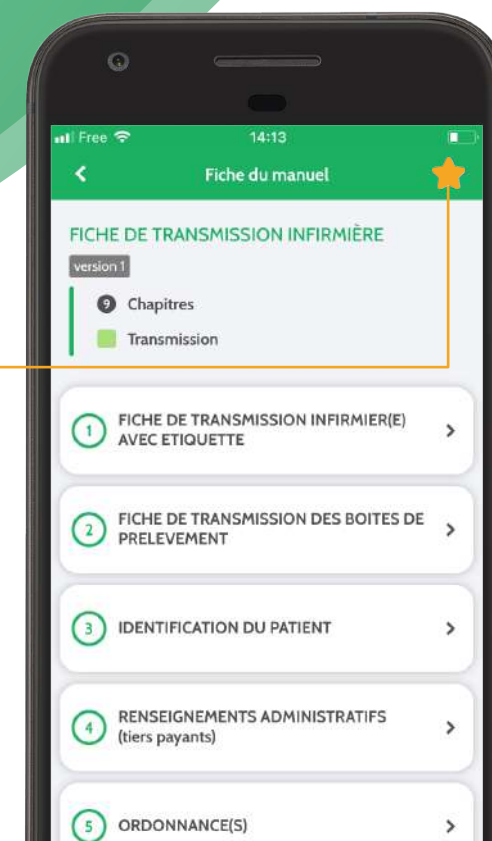 Free
14:13
Fiche du manuel
FICHE DE TRANSMISSION INFIRMIÈRE
version 1
9 Chapitres
Transmission
1 FICHE DE TRANSMISSION INFIRMIER(E)
AVEC ETIQUETTE
2 FICHE DE TRANSMISSION DES BOITES DE
PRELEVEMENT
3 IDENTIFICATION DU PATIENT
4 RENSEIGNEMENTS ADMINISTRATIFS
(tiers payants)
5 ORDONNANCE(S)